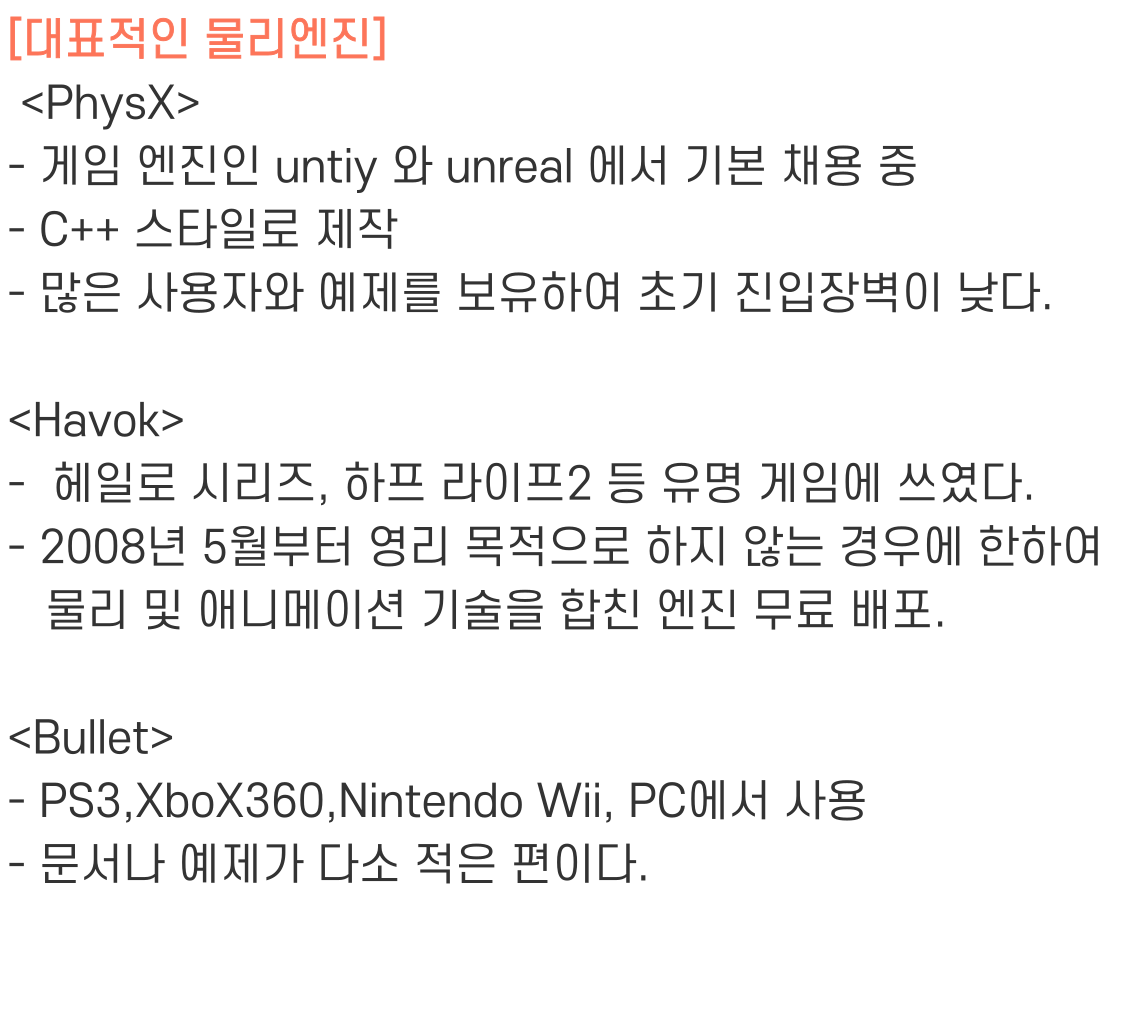 [대표적인 물리엔진]
<PhysX>
- 게임 엔진인 untiy 와 unreal 에서 기본 채용 중
- C++ 스타일로 제작
- 많은 사용자와 예제를 보유하여 초기 진입장벽이 낮다.
<Havok>
- 헤일로 시리즈, 하프 라이프2 등 유명 게임에 쓰였다.
- 2008년 5월부터 영리 목적으로 하지 않는 경우에 한하여
물리 및 애니메이션 기술을 합친 엔진 무료 배포.
<Bullet>
- PS3,XboX360,Nintendo Wii, PC에서 사용
- 문서나 예제가 다소 적은 편이다.